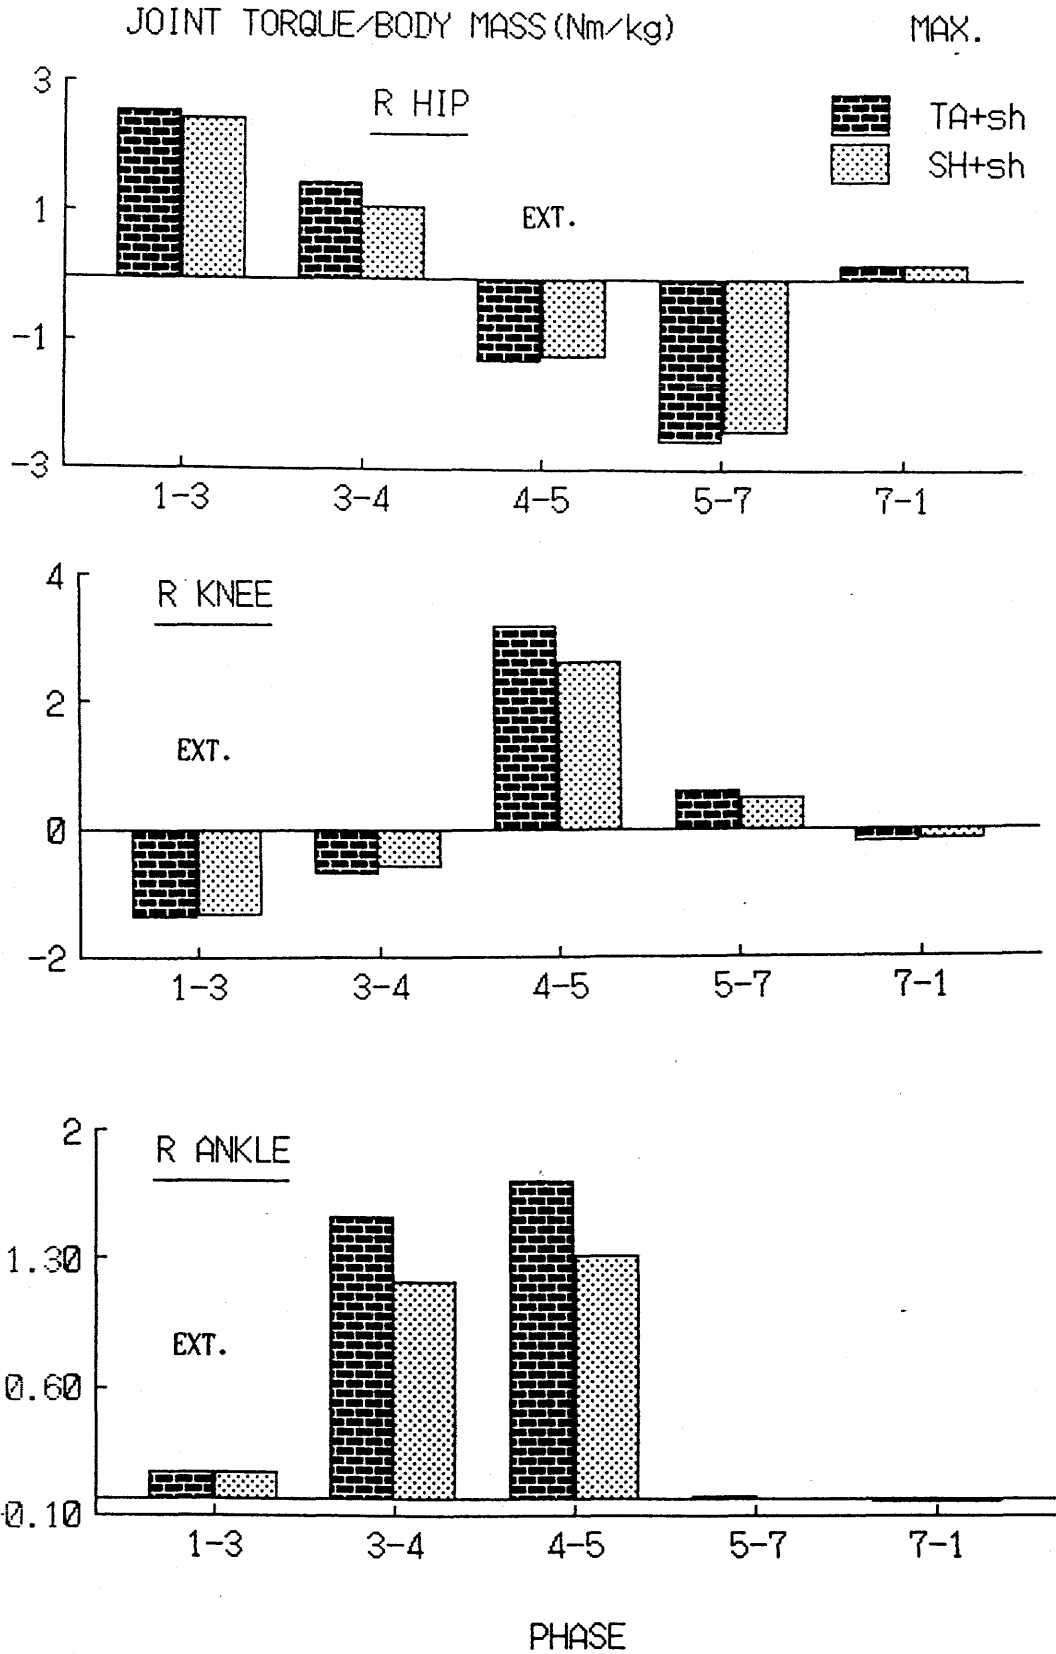 JOINT TORQUE/BODY MASS(Nm/kg) MAX.
3
R HIP
TA+sh
SH+sh
1
EXT.
-1
-3
1-3 3-4 4-5 5-7 7-1
4
R KNEE
2
EXT.
0
-2
1-3 3-4 4-5 5-7 7-1
2
R ANKLE
1.30
EXT.
0.60
-0.10
1-3 3-4 4-5 5-7 7-1
PHASE